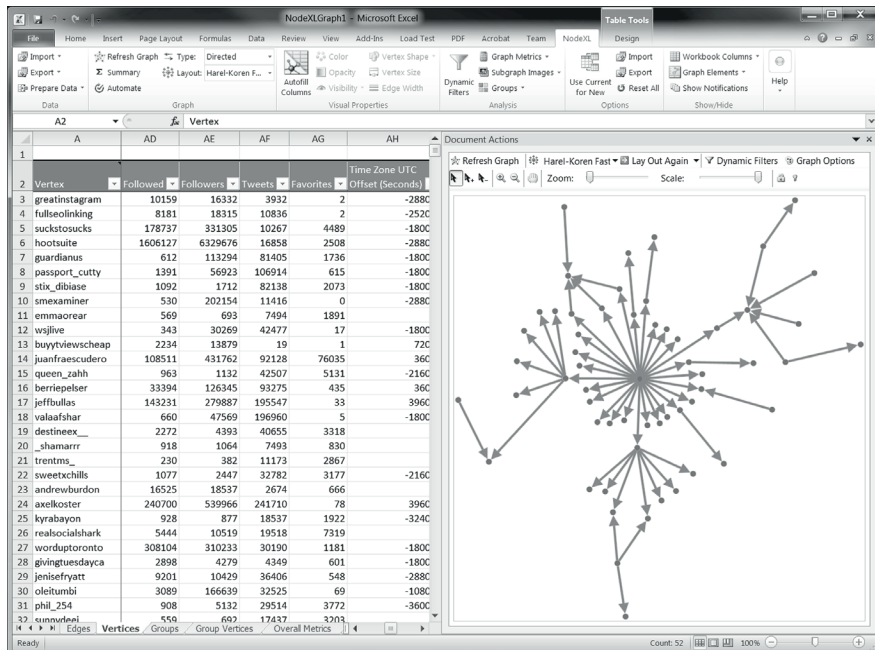 NodeXLGraph1 - Microsoft Excel
Table Tools
File Home Insert Page Layout Formulas Data Review View Add-Ins Load Test PDF Acrobat Team NodeXL Design
Import Refresh Graph Type: Directed Color Vertex Shape Graph Metrics Import Workbook Columns
Export Summary Layout: Harel-Koren F... Autofill Columns Opacity Vertex Size Dynamic Filters Subgraph Images Use Current for New Export Graph Elements Help
Prepare Data Automate Visibility Edge Width Groups Reset All Show Notifications
Data Graph Visual Properties Analysis Options Show/Hide
A2 fx Vertex
A AD AE AF AG AH
Document Actions
Refresh Graph Harel-Koren Fast Lay Out Again Dynamic Filters Graph Options
Zoom: Scale:
1
2 Vertex Followed Followers Tweets Favorites Time Zone UTC Offset (Seconds)
3 greatinstagram 10159 16332 3932 2 -2880
4 fullseolinking 8181 18315 10836 2 -2520
5 suckstosucks 178737 331305 10267 4489 -1800
6 hootsuite 1606127 6329676 16858 2508 -2880
7 guardianus 612 113294 81405 1736 -1800
8 passport_cutty 1391 56923 106914 615 -1800
9 stix_dibiase 1092 1712 82138 2073 -1800
10 smexaminer 530 202154 11416 0 -2880
11 emmaorear 569 693 7494 1891
12 wsjlive 343 30269 42477 17 -1800
13 buyytviewscheap 2234 13879 19 1 720
14 juanfraescudero 108511 431762 92128 76035 360
15 queen_zahh 963 1132 42507 5131 -2160
16 berriepelser 33394 126345 93275 435 360
17 jeffbullas 143231 279887 195547 33 3960
18 valaafshar 660 47569 196960 5 -1800
19 destineex__ 2272 4393 40655 3318
20 _shamarrr 918 1064 7493 830
21 trentms_ 230 382 11173 2867
22 sweetxchills 1077 2447 32782 3177 -2160
23 andrewburdon 16525 18537 2674 666
24 axelkoster 240700 539966 241710 78 3960
25 kyrabayon 928 877 18537 1922 -3240
26 realsocialshark 5444 10519 19518 7319
27 worduptoronto 308104 310233 30190 1181 -1800
28 givingtuesdayca 2898 4279 4349 601 -1800
29 jenisefryatt 9201 10429 36406 548 -2880
30 oleitumbi 3089 166639 32525 69 -1080
31 phil_254 908 5132 29514 3772 -3600
32 sunnydeej 559 692 17437 3203
Edges Vertices Groups Group Vertices Overall Metrics
Ready Count: 52 100%